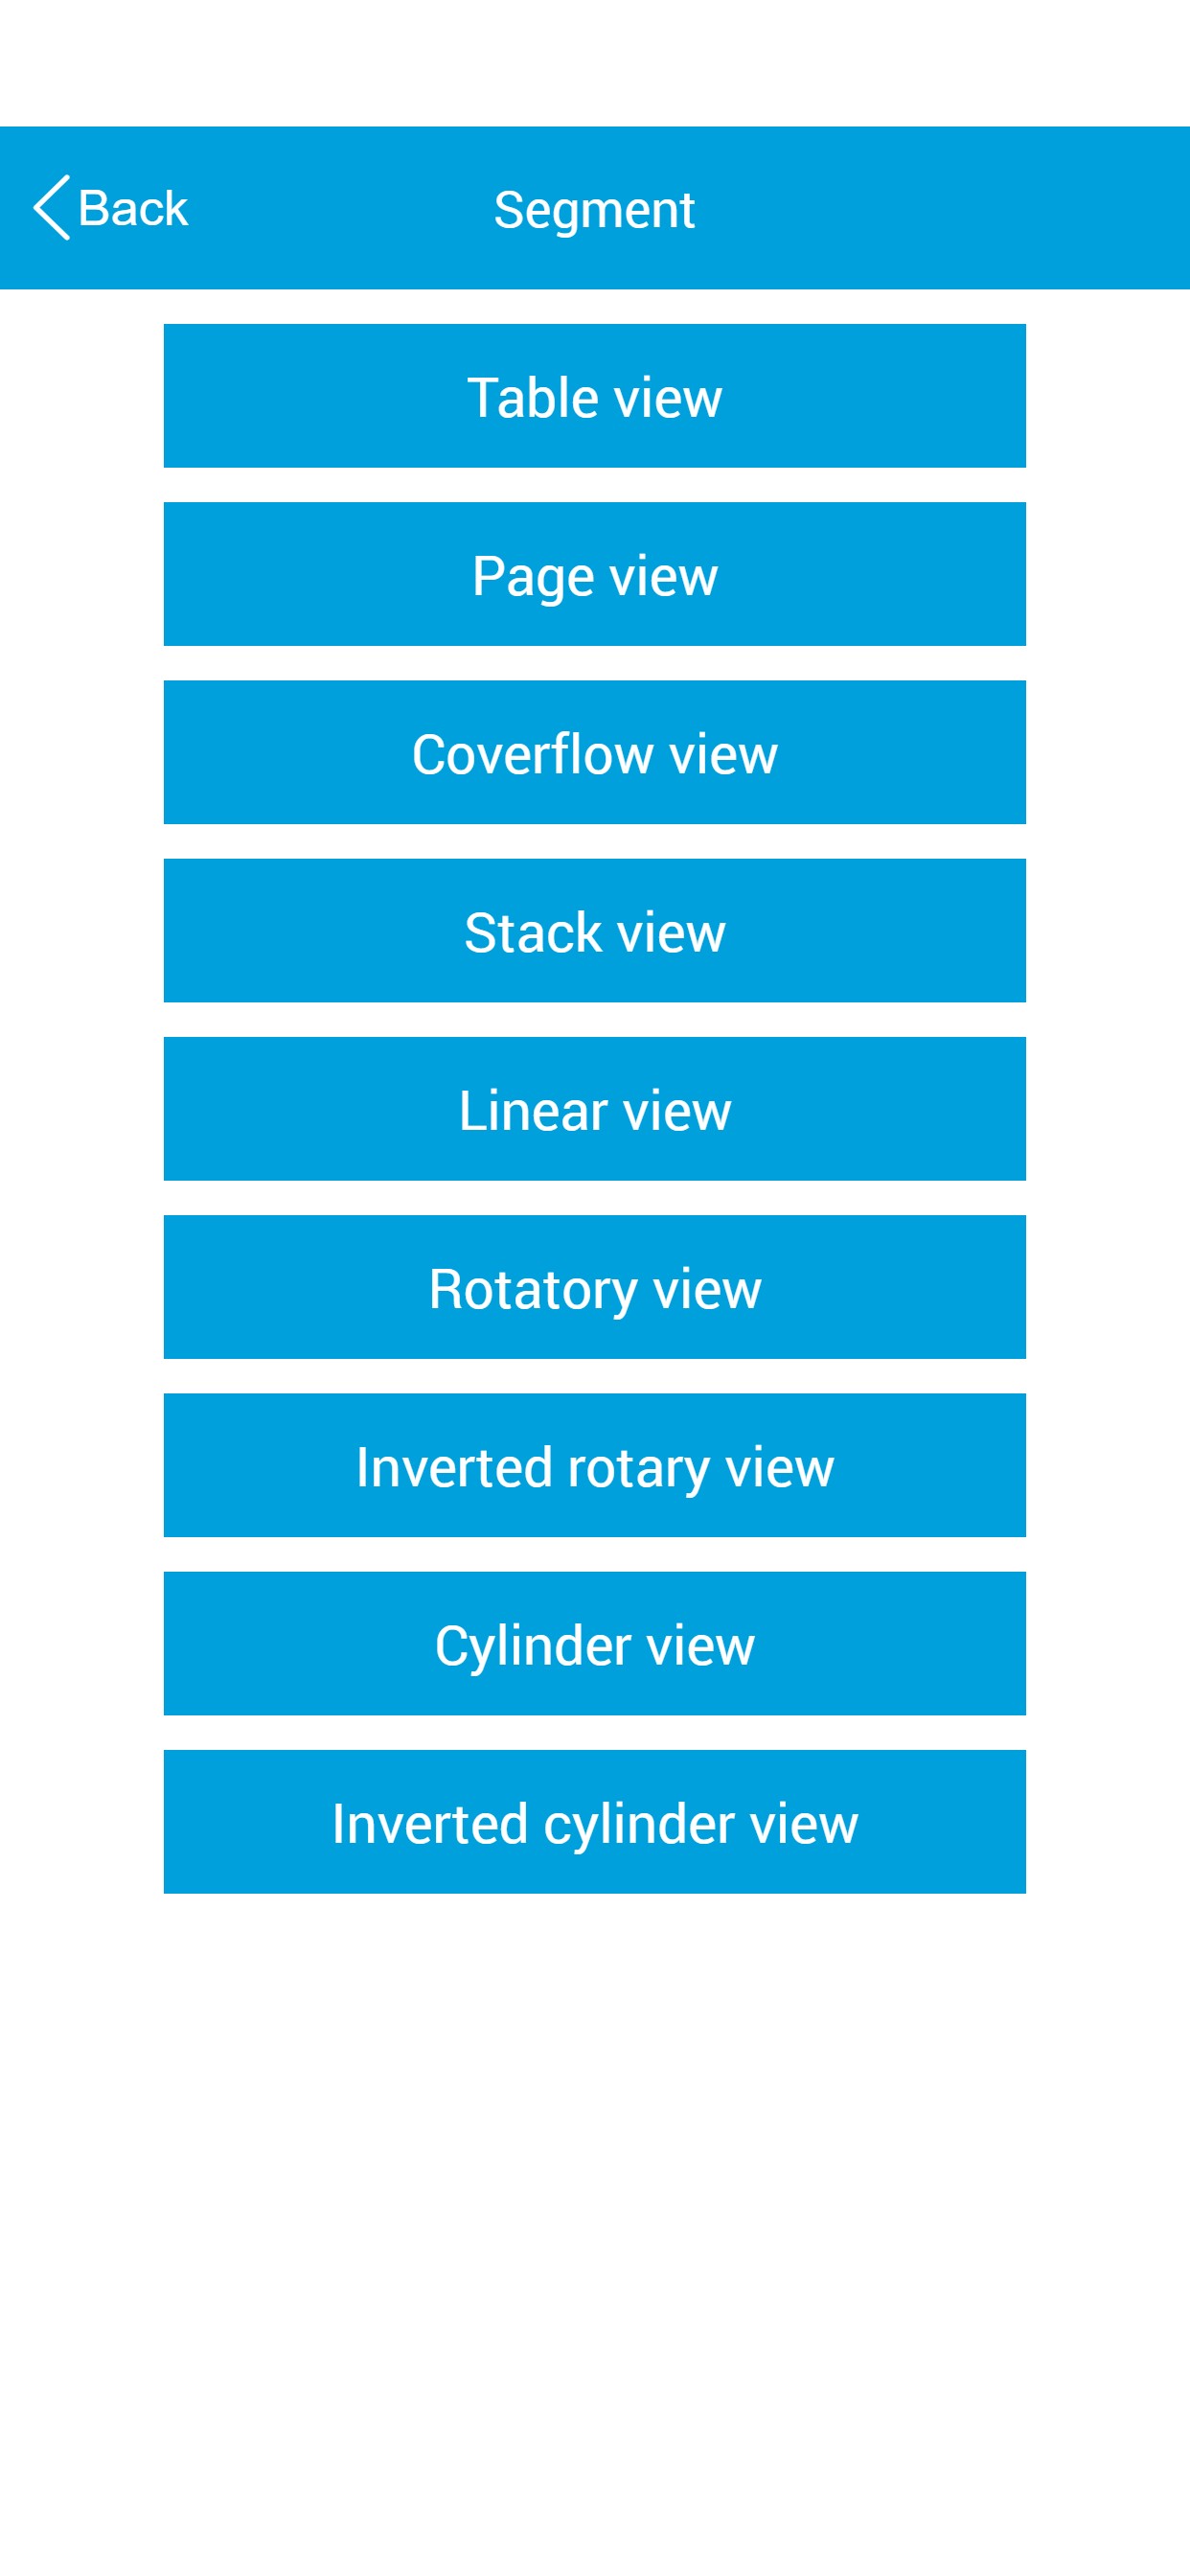 Back
Segment
Table view
Page view
Coverflow view
Stack view
Linear view
Rotatory view
Inverted rotary view
Cylinder view
Inverted cylinder view